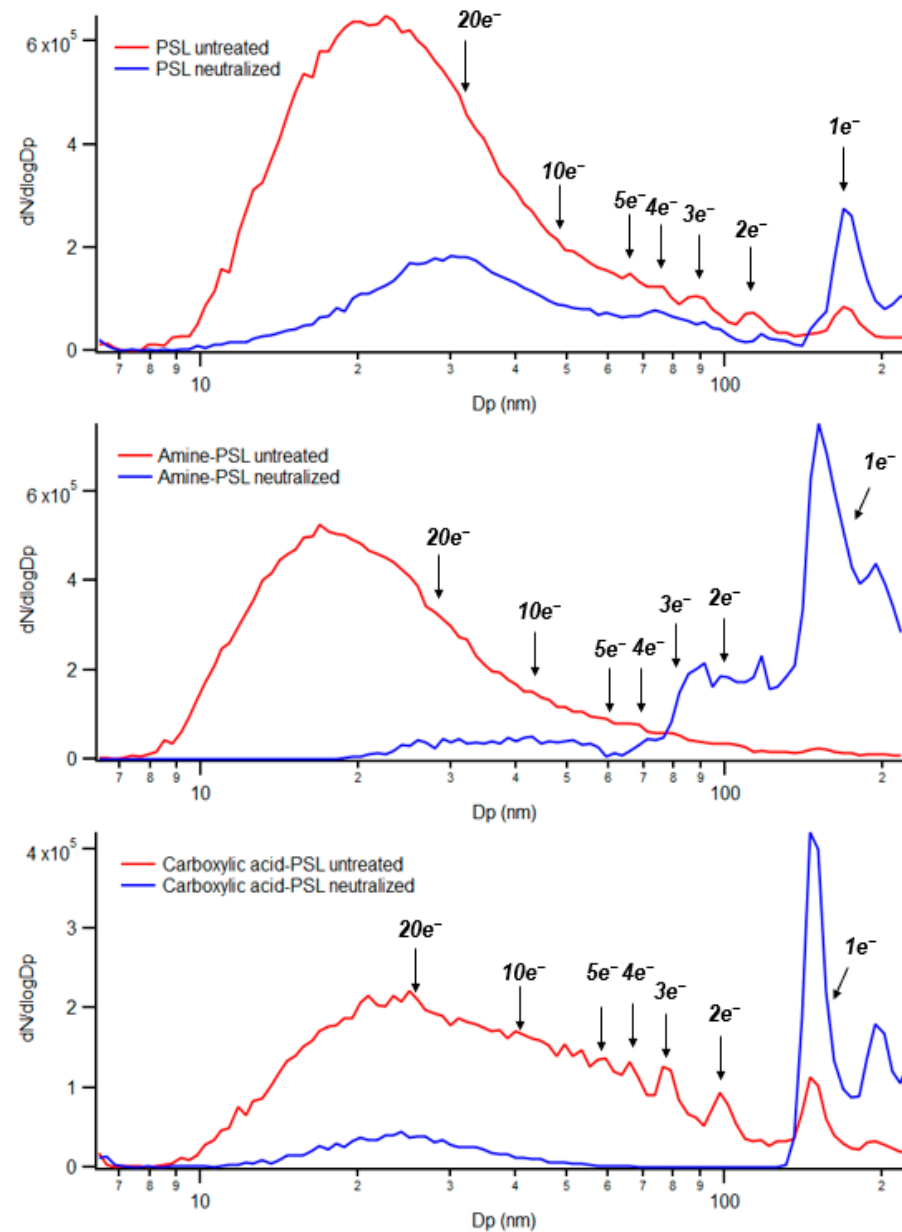 6 x10⁵
4
2
0
dN/dlogDp
PSL untreated
PSL neutralized
20e⁻
10e⁻
5e⁻ 4e⁻ 3e⁻ 2e⁻
1e⁻
7 8 9 10 2 3 4 5 6 7 8 9 100 2
Dp (nm)
6 x10⁵
4
2
0
dN/dlogDp
Amine-PSL untreated
Amine-PSL neutralized
20e⁻
10e⁻
5e⁻ 4e⁻ 3e⁻ 2e⁻
1e⁻
7 8 9 10 2 3 4 5 6 7 8 9 100 2
Dp (nm)
4 x10⁵
3
2
1
0
dN/dlogDp
Carboxylic acid-PSL untreated
Carboxylic acid-PSL neutralized
20e⁻
10e⁻
5e⁻ 4e⁻ 3e⁻ 2e⁻
1e⁻
7 8 9 10 2 3 4 5 6 7 8 9 100 2
Dp (nm)